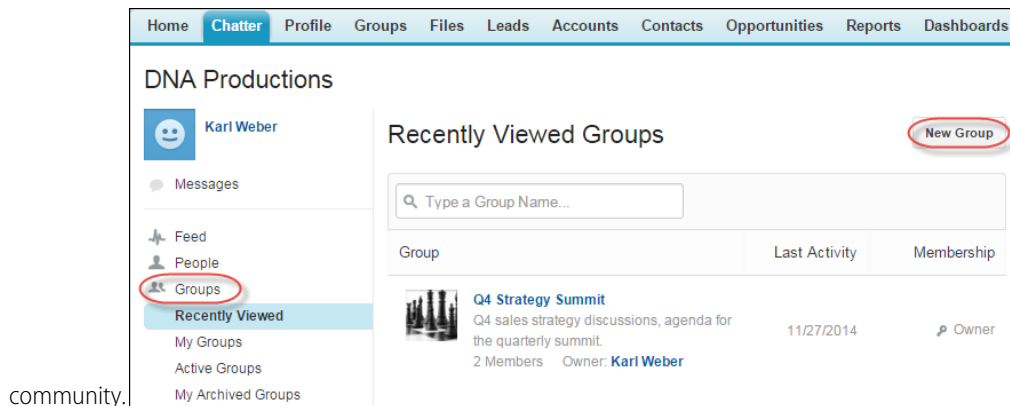 Home Chatter Profile Groups Files Leads Accounts Contacts Opportunities Reports Dashboards
DNA Productions
Karl Weber
Messages
Feed
People
Groups
Recently Viewed
My Groups
Active Groups
My Archived Groups
Recently Viewed Groups
New Group
Type a Group Name...
Group Last Activity Membership
Q4 Strategy Summit
Q4 sales strategy discussions, agenda for
the quarterly summit.
2 Members Owner: Karl Weber
11/27/2014
Owner
community.